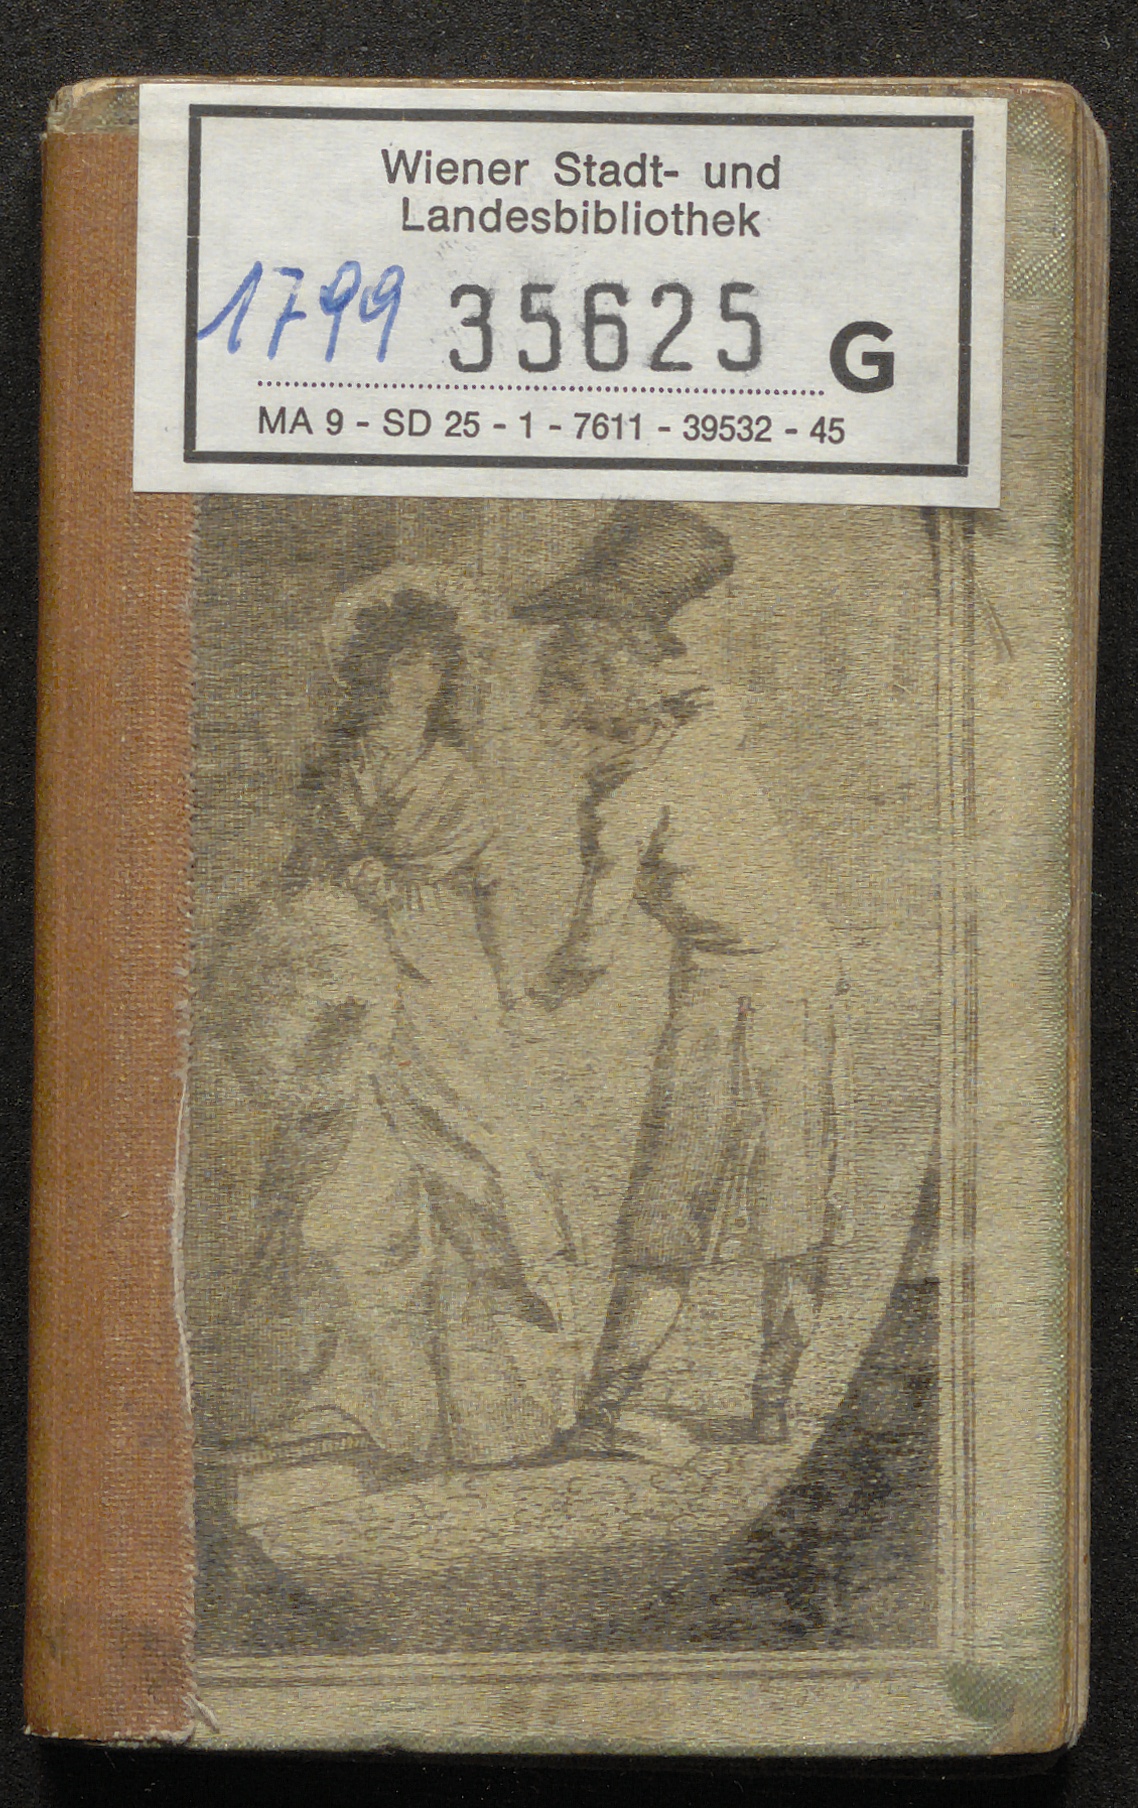 Wiener Stadt- und
Landesbibliothek
1799 35625 G
MA 9 - SD 25 - 1 - 7611 - 39532 - 45